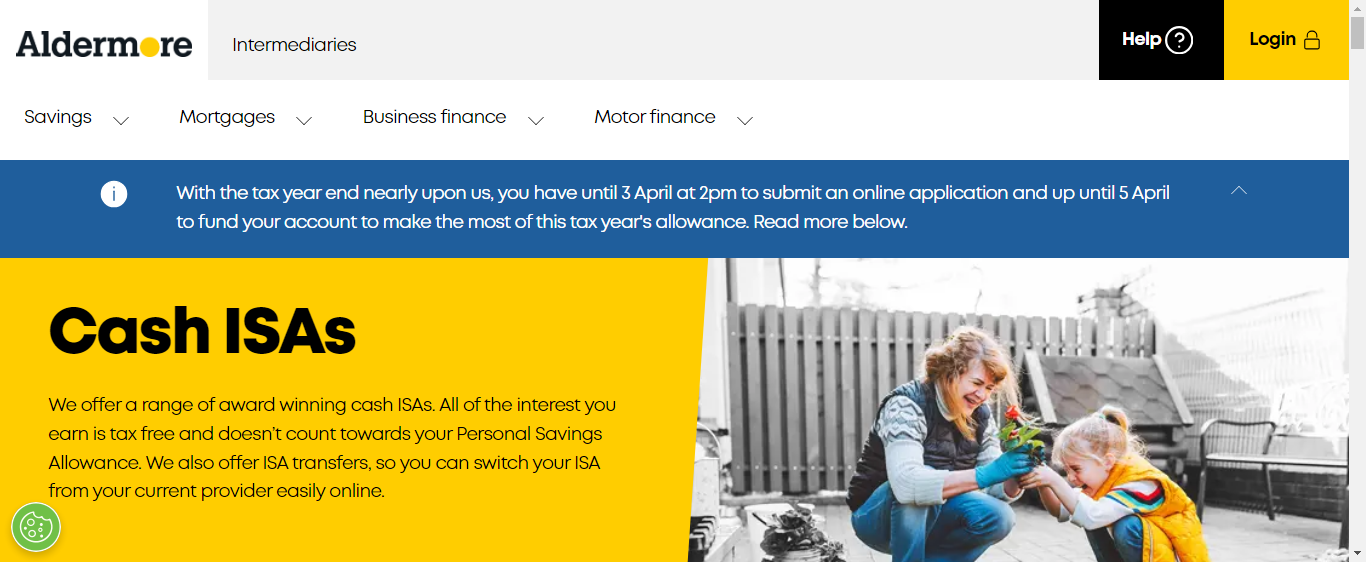 Aldermore
Intermediaries
Help ?
Login
Savings
Mortgages
Business finance
Motor finance
i
With the tax year end nearly upon us, you have until 3 April at 2pm to submit an online application and up until 5 April
to fund your account to make the most of this tax year's allowance. Read more below.
Cash ISAs
We offer a range of award winning cash ISAs. All of the interest you
earn is tax free and doesn't count towards your Personal Savings
Allowance. We also offer ISA transfers, so you can switch your ISA
from your current provider easily online.